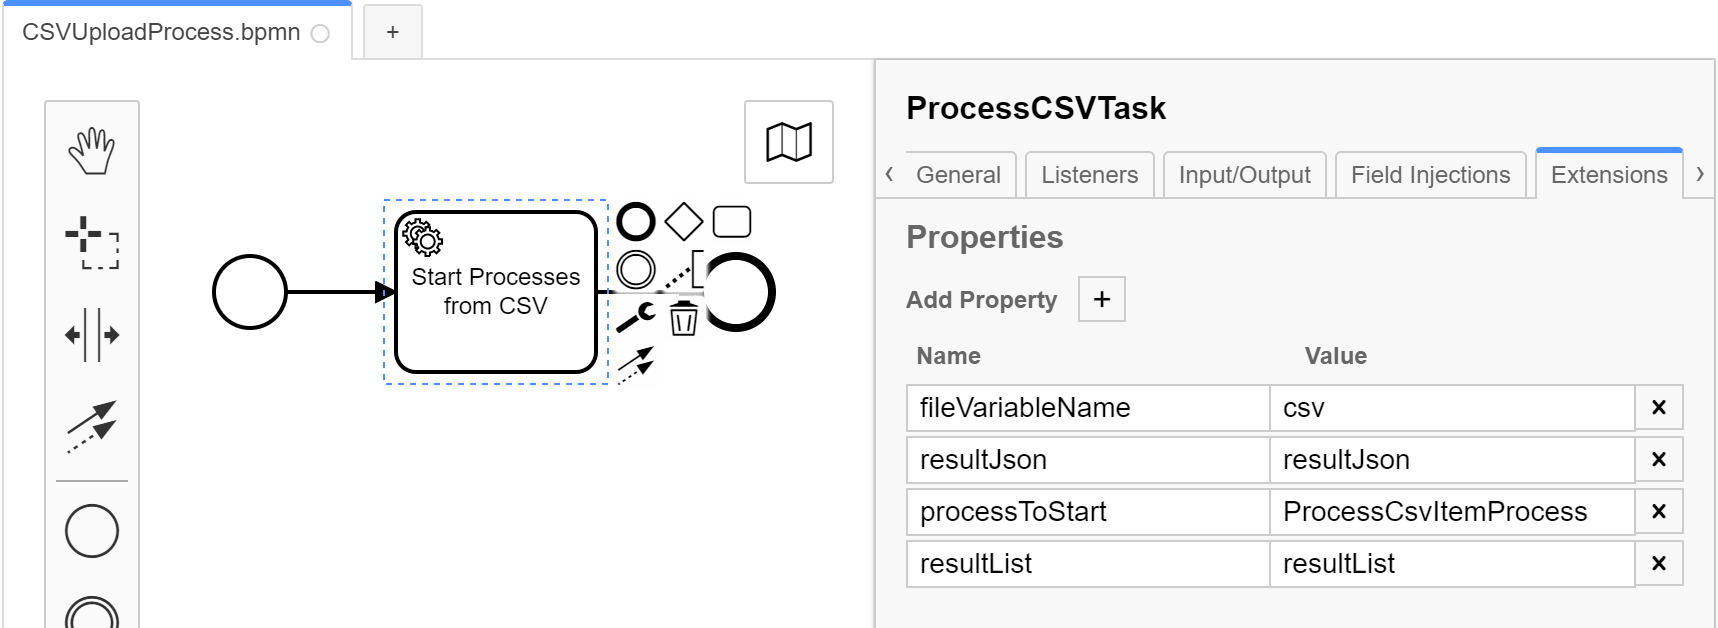 CSVUploadProcess.bpmn
+
Start Processes
from CSV
ProcessCSVTask
‹ General Listeners Input/Output Field Injections Extensions ›
Properties
Add Property +
Name Value
fileVariableName csv ×
resultJson resultJson ×
processToStart ProcessCsvItemProcess ×
resultList resultList ×